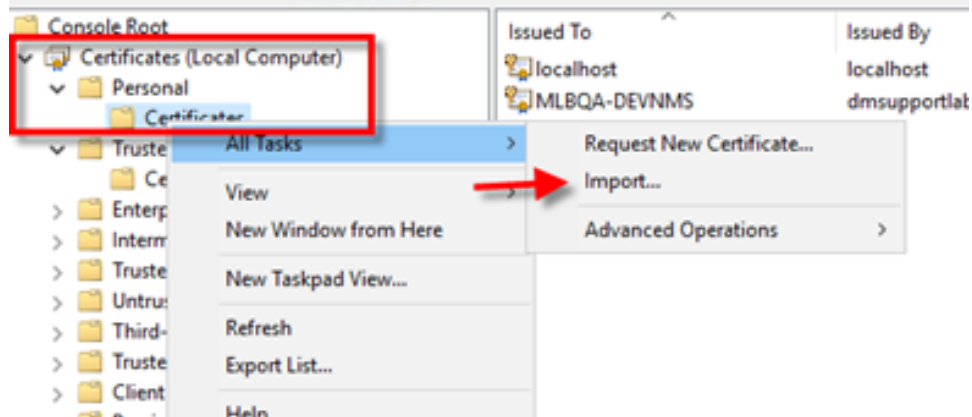 Console Root
Certificates (Local Computer)
Personal
Certificates
Truste
Ce
Enterp
Interm
Truste
Untrus
Third-
Truste
Client
Issued To
Issued By
localhost
localhost
MLBQA-DEVNMS
dmsupportlab
All Tasks
View
New Window from Here
New Taskpad View...
Refresh
Export List...
Help
Request New Certificate...
Import...
Advanced Operations